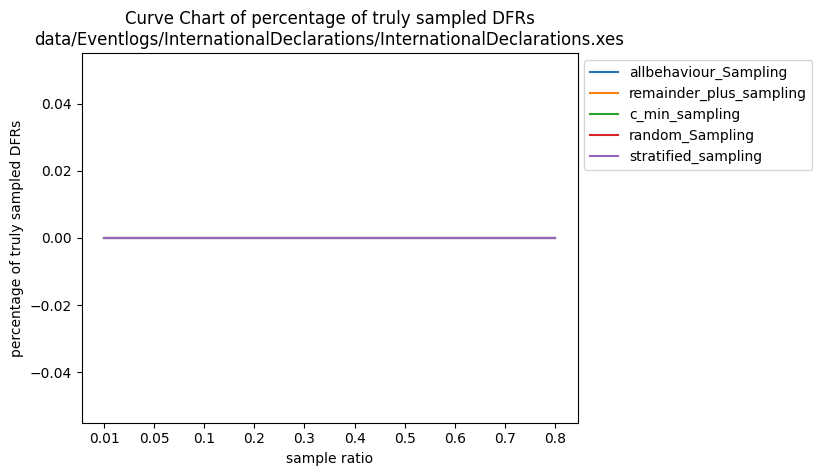 Curve Chart of percentage of truly sampled DFRs
data/Eventlogs/InternationalDeclarations/InternationalDeclarations.xes
allbehaviour_Sampling
remainder_plus_sampling
c_min_sampling
random_Sampling
stratified_sampling
percentage of truly sampled DFRs
0.04
0.02
0.00
−0.02
−0.04
0.01 0.05 0.1 0.2 0.3 0.4 0.5 0.6 0.7 0.8
sample ratio